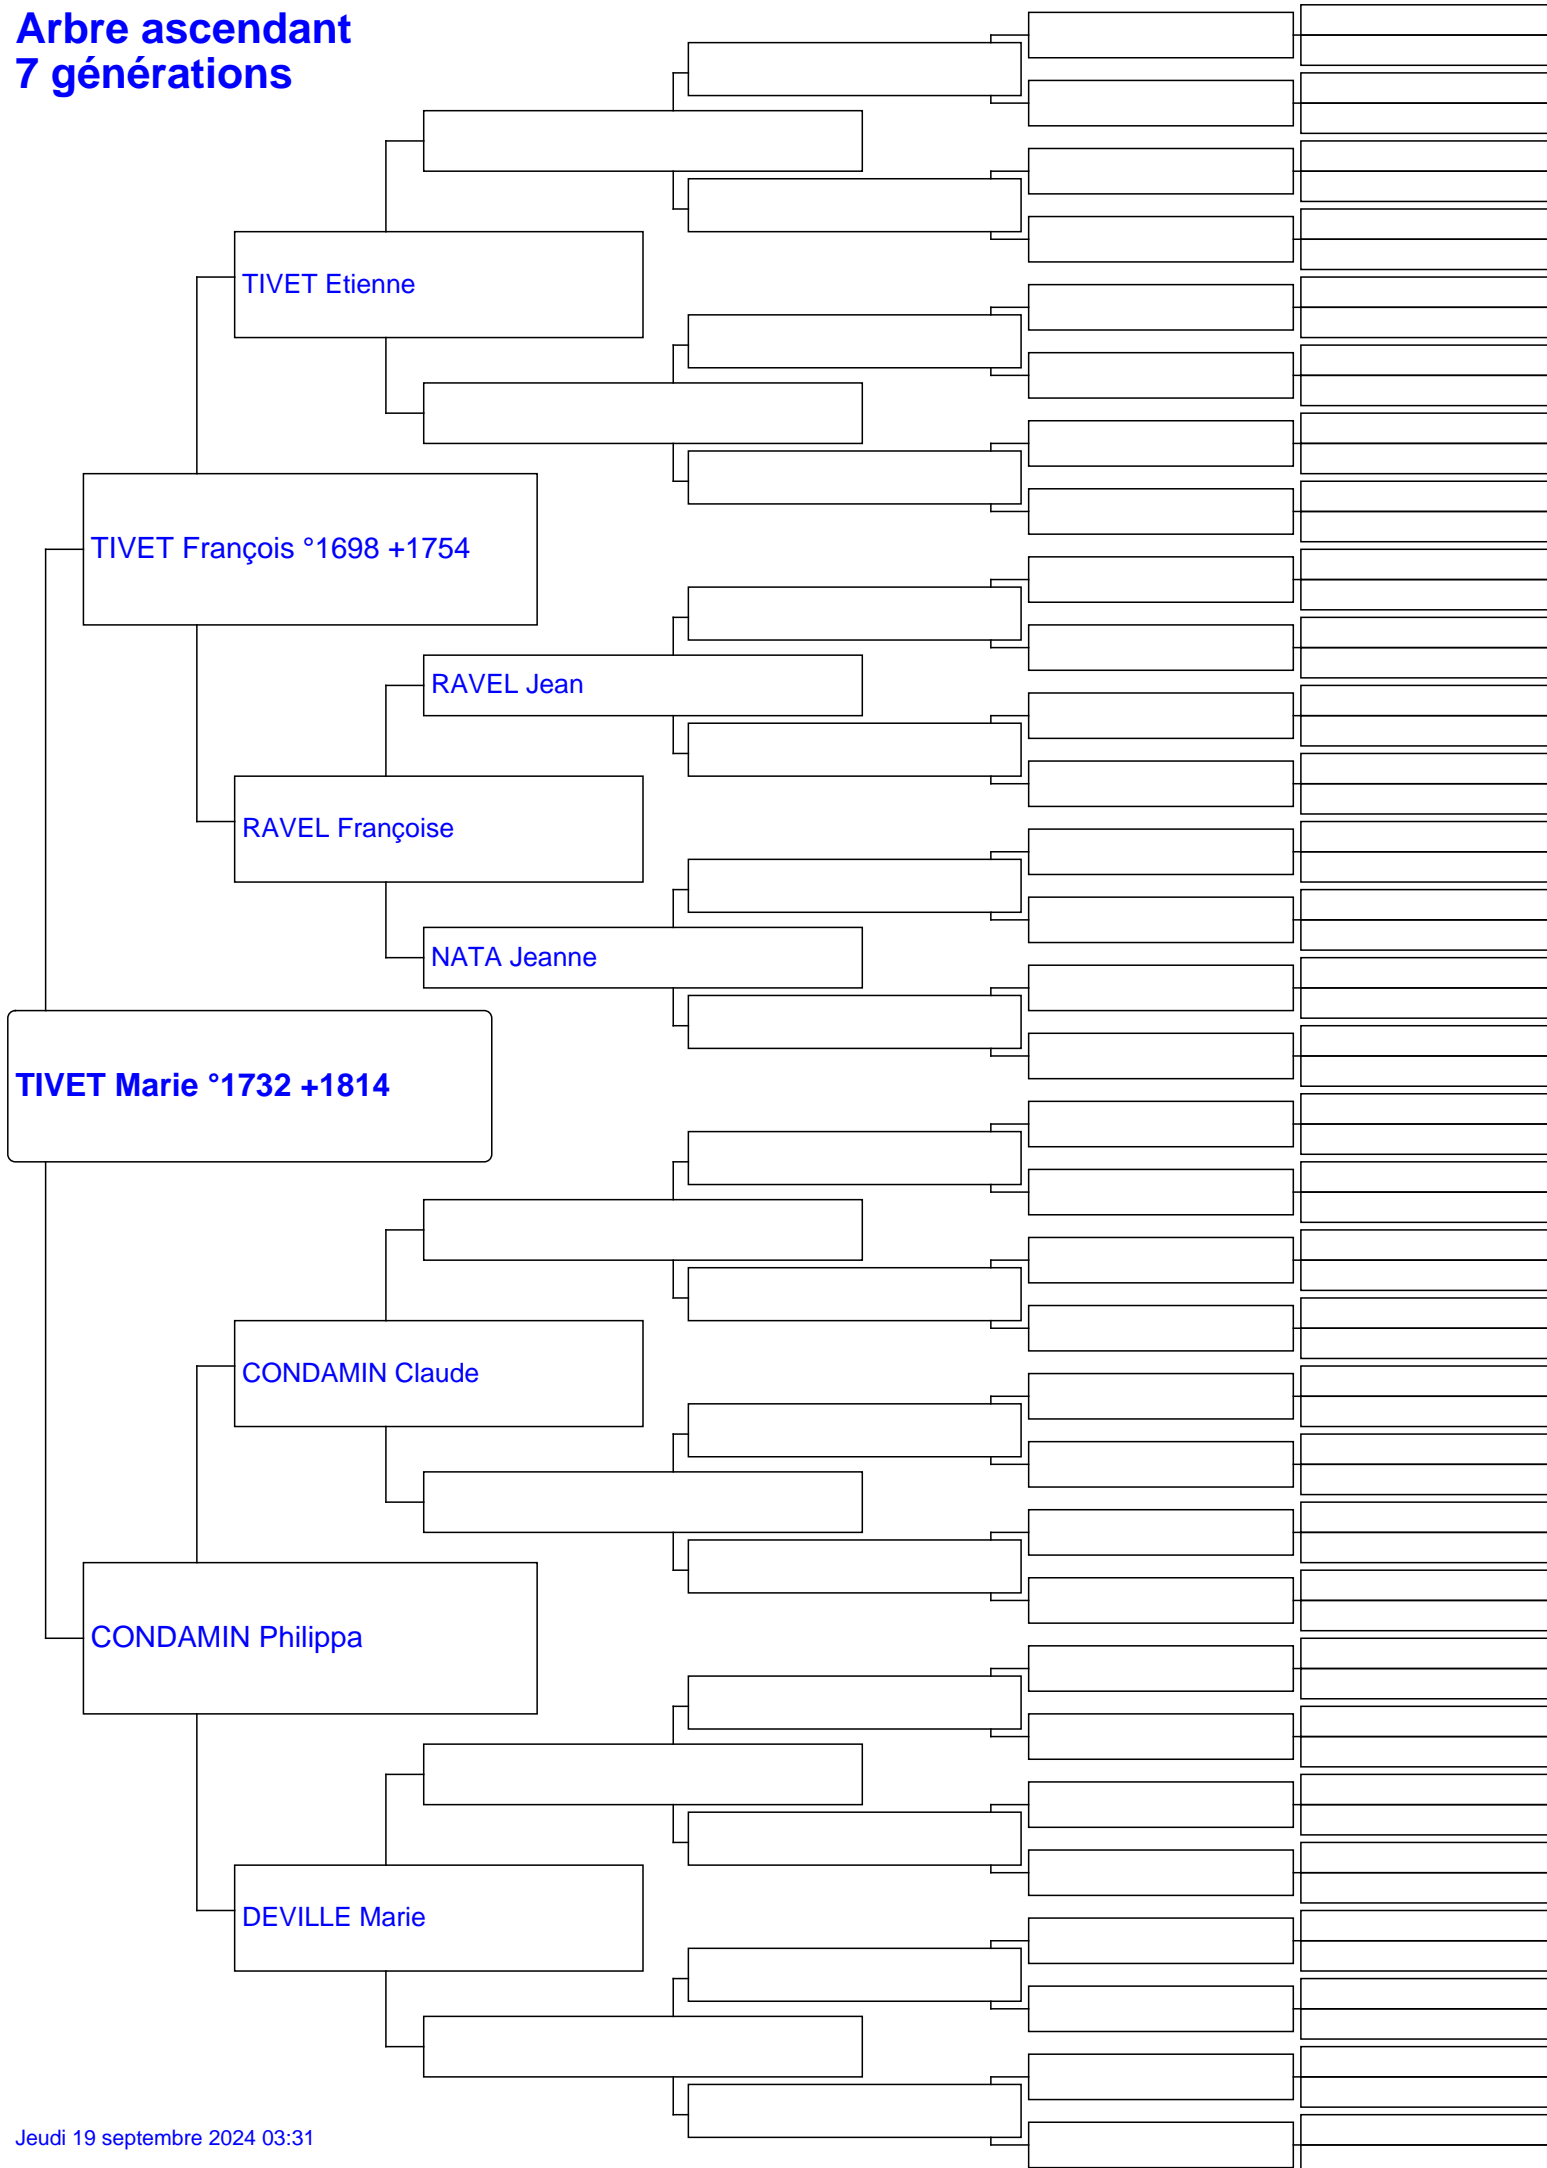 Arbre ascendant
7 générations
TIVET Etienne
TIVET François °1698 +1754
RAVEL Jean
RAVEL Françoise
NATA Jeanne
TIVET Marie °1732 +1814
CONDAMIN Claude
CONDAMIN Philippa
DEVILLE Marie
Jeudi 19 septembre 2024 03:31